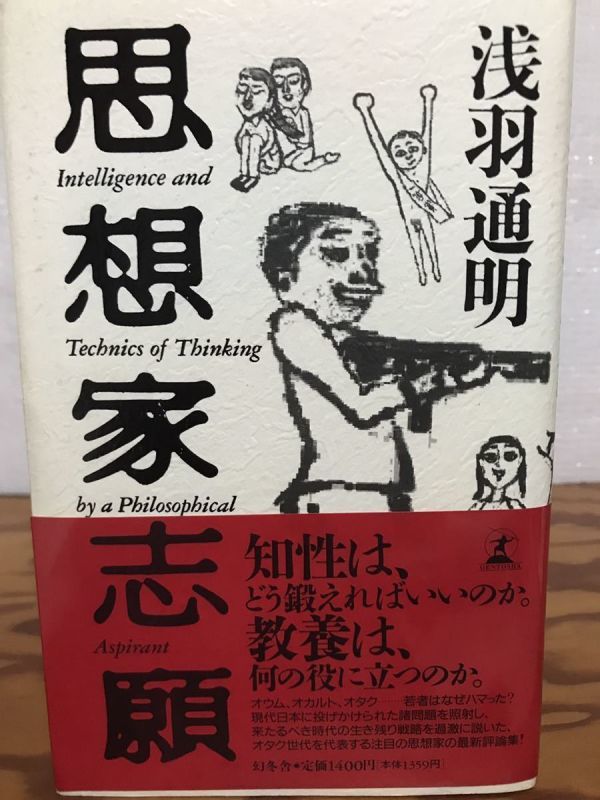 浅羽通明
思想家志願
Intelligence and
Technics of Thinking
by a Philosophical
Aspirant
知性は、
どう鍛えればいいのか。
教養は、
何の役に立つのか。
GENTOSHA
オウム、オカルト、オタク……若者はなぜハマった?
現代日本に投げかけられた諸問題を照射し、
来たるべき時代の生き残り戦略を過激に説いた、
オタク世代を代表する注目の思想家の最新評論集!
幻冬舎●定価1400円[本体1359円]